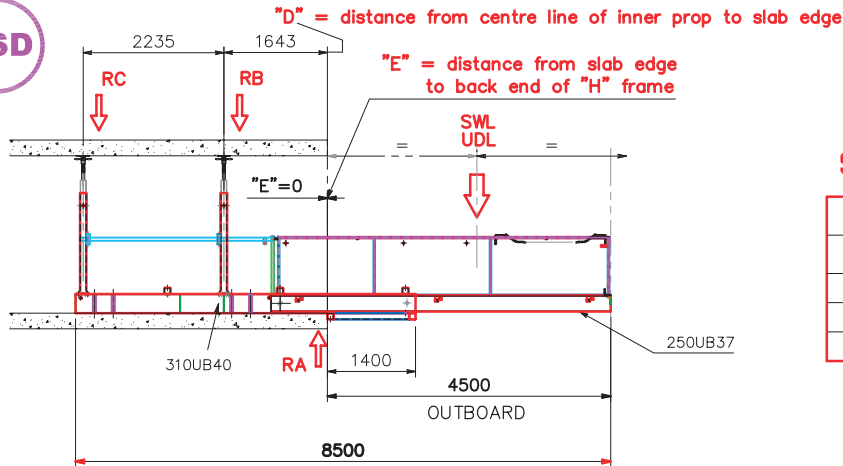 "D" = distance from centre line of inner prop to slab edge
SD
2235
1643
"E" = distance from slab edge
to back end of "H" frame
RC
RB
SWL
UDL
=
=
"E"=0
S
310UB40
RA
1400
250UB37
4500
OUTBOARD
8500